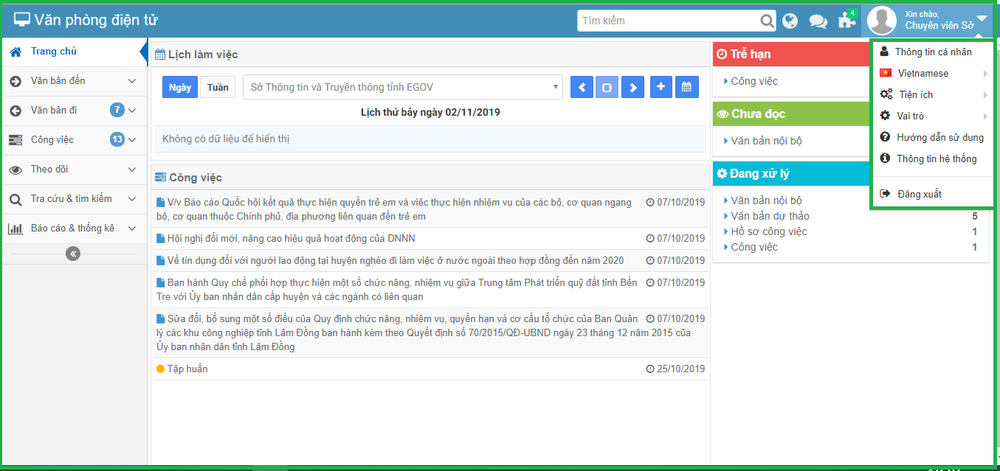 Văn phòng điện tử
Tìm kiếm
4
Xin chào,
Chuyên viên Sở
Trang chủ
Văn bản đến
Văn bản đi 7
Công việc 13
Theo dõi
Tra cứu & tìm kiếm
Báo cáo & thống kê
Lịch làm việc
Ngày Tuần Sở Thông tin và Truyền thông tỉnh EGOV
Lịch thứ bảy ngày 02/11/2019
Không có dữ liệu để hiển thị
Công việc
V/v Báo cáo Quốc hội kết quả thực hiện quyền trẻ em và việc thực hiện nhiệm vụ của các bộ, cơ quan ngang 07/10/2019
bộ, cơ quan thuộc Chính phủ, địa phương liên quan đến trẻ em
Hội nghị đổi mới, nâng cao hiệu quả hoạt động của DNNN 07/10/2019
Về tín dụng đối với người lao động tại huyện nghèo đi làm việc ở nước ngoài theo hợp đồng đến năm 2020 07/10/2019
Ban hành Quy chế phối hợp thực hiện một số chức năng, nhiệm vụ giữa Trung tâm Phát triển quỹ đất tỉnh Bến 07/10/2019
Tre với Ủy ban nhân dân cấp huyện và các ngành có liên quan
Sửa đổi, bổ sung một số điều của Quy định chức năng, nhiệm vụ, quyền hạn và cơ cấu tổ chức của Ban Quản 07/10/2019
lý các khu công nghiệp tỉnh Lâm Đồng ban hành kèm theo Quyết định số 70/2015/QĐ-UBND ngày 23 tháng 12 năm 2015 của
Ủy ban nhân dân tỉnh Lâm Đồng
Tập huấn 25/10/2019
Trễ hạn
Công việc
Chưa đọc
Văn bản nội bộ
Đang xử lý
Văn bản nội bộ
Văn bản dự thảo 5
Hồ sơ công việc 1
Công việc 1
Thông tin cá nhân
Vietnamese
Tiện ích
Vai trò
Hướng dẫn sử dụng
Thông tin hệ thống
Đăng xuất